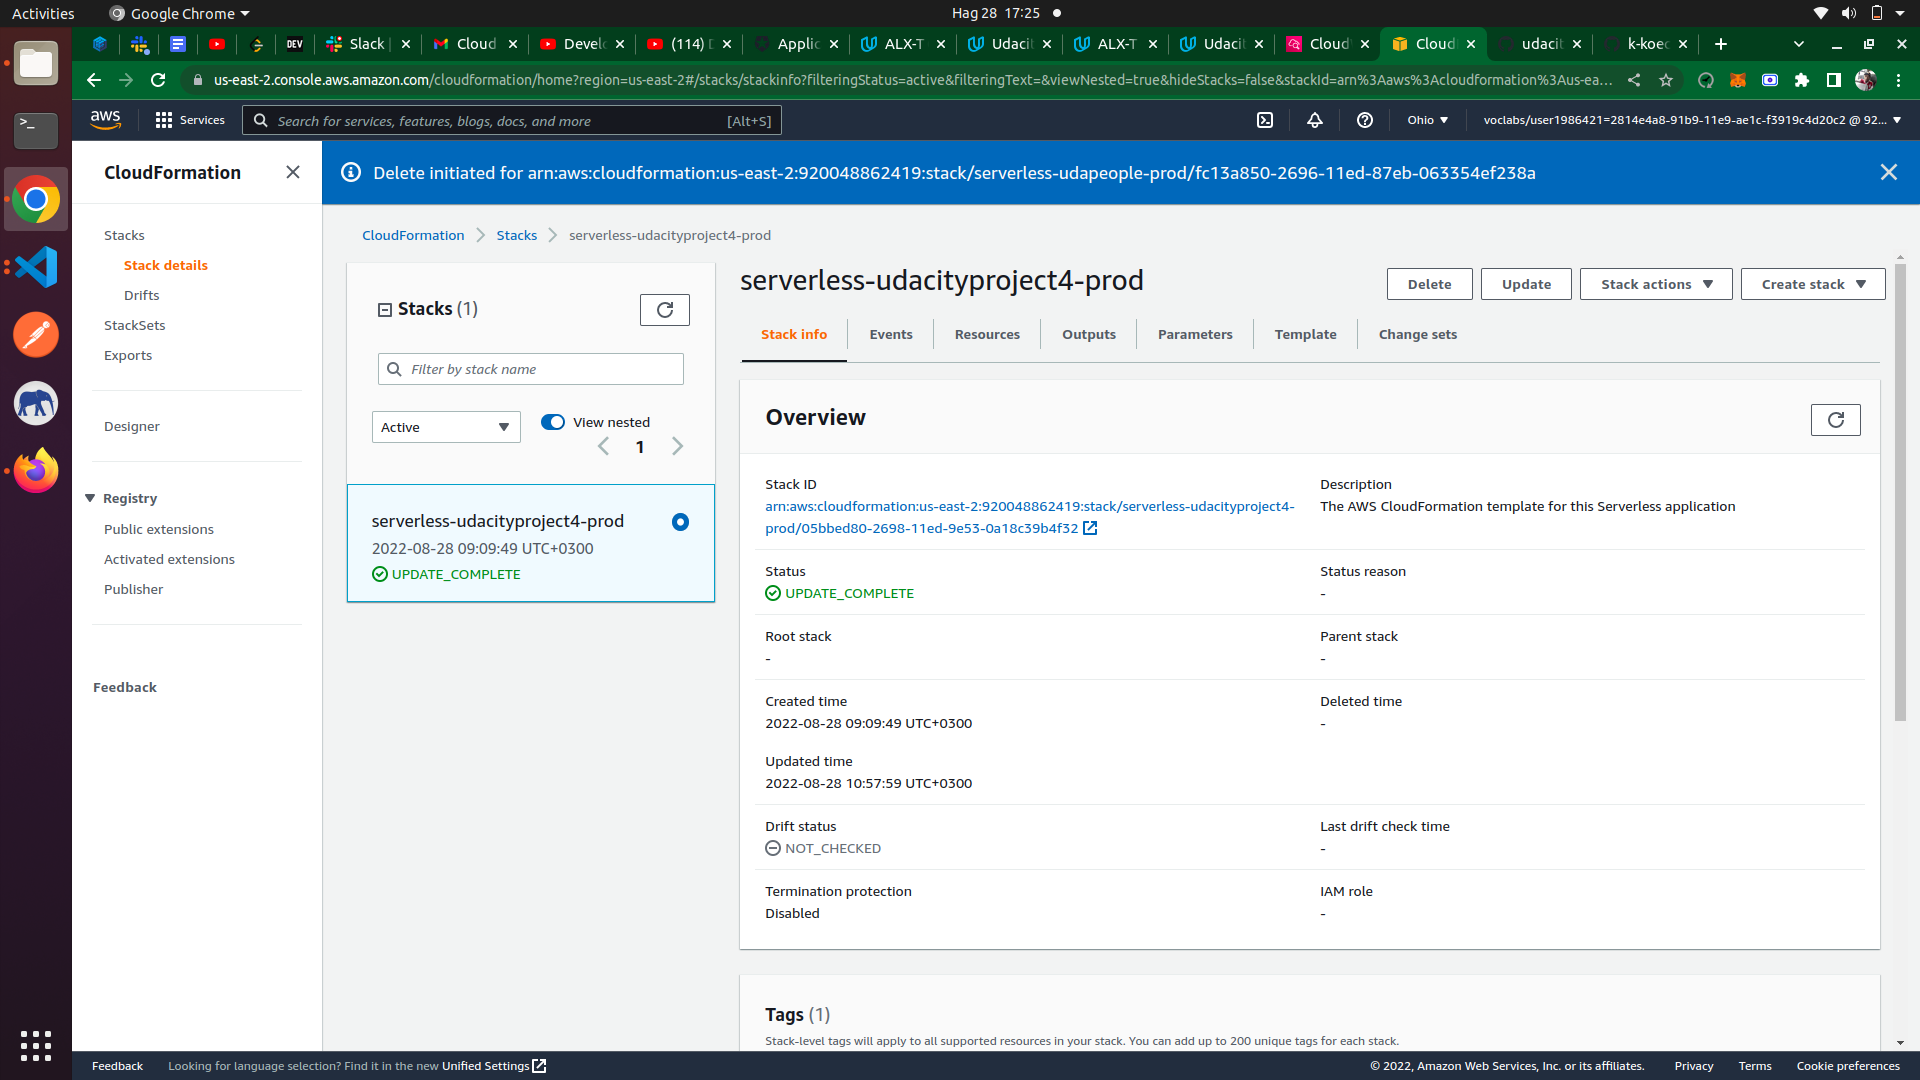 Activities
Google Chrome
Hag 28 17:25
DEV
Slack
Cloud
Develo
(114)
Applic
ALX-T
Udacit
ALX-T
Udacit
Cloud
Cloud
udacit
k-koec
us-east-2.console.aws.amazon.com/cloudformation/home?region=us-east-2#/stacks/stackinfo?filteringStatus=active&filteringText=&viewNested=true&hideStacks=false&stackId=arn%3Aaws%3Acloudformation%3Aus-ea...
aws
Services
Search for services, features, blogs, docs, and more
[Alt+S]
Ohio
voclabs/user1986421=2814e4a8-91b9-11e9-ae1c-f3919c4d20c2 @ 92...
CloudFormation
Delete initiated for arn:aws:cloudformation:us-east-2:920048862419:stack/serverless-udapeople-prod/fc13a850-2696-11ed-87eb-063354ef238a
Stacks
Stack details
Drifts
StackSets
Exports
Designer
Registry
Public extensions
Activated extensions
Publisher
Feedback
CloudFormation
Stacks
serverless-udacityproject4-prod
Stacks (1)
Filter by stack name
Active
View nested
1
serverless-udacityproject4-prod
2022-08-28 09:09:49 UTC+0300
UPDATE_COMPLETE
serverless-udacityproject4-prod
Delete
Update
Stack actions
Create stack
Stack info
Events
Resources
Outputs
Parameters
Template
Change sets
Overview
Stack ID
arn:aws:cloudformation:us-east-2:920048862419:stack/serverless-udacityproject4-
prod/05bbed80-2698-11ed-9e53-0a18c39b4f32
Description
The AWS CloudFormation template for this Serverless application
Status
UPDATE_COMPLETE
Status reason
-
Root stack
-
Parent stack
-
Created time
2022-08-28 09:09:49 UTC+0300
Deleted time
-
Updated time
2022-08-28 10:57:59 UTC+0300
Drift status
NOT_CHECKED
Last drift check time
-
Termination protection
Disabled
IAM role
-
Tags (1)
Stack-level tags will apply to all supported resources in your stack. You can add up to 200 unique tags for each stack.
Feedback
Looking for language selection? Find it in the new Unified Settings
© 2022, Amazon Web Services, Inc. or its affiliates.
Privacy
Terms
Cookie preferences